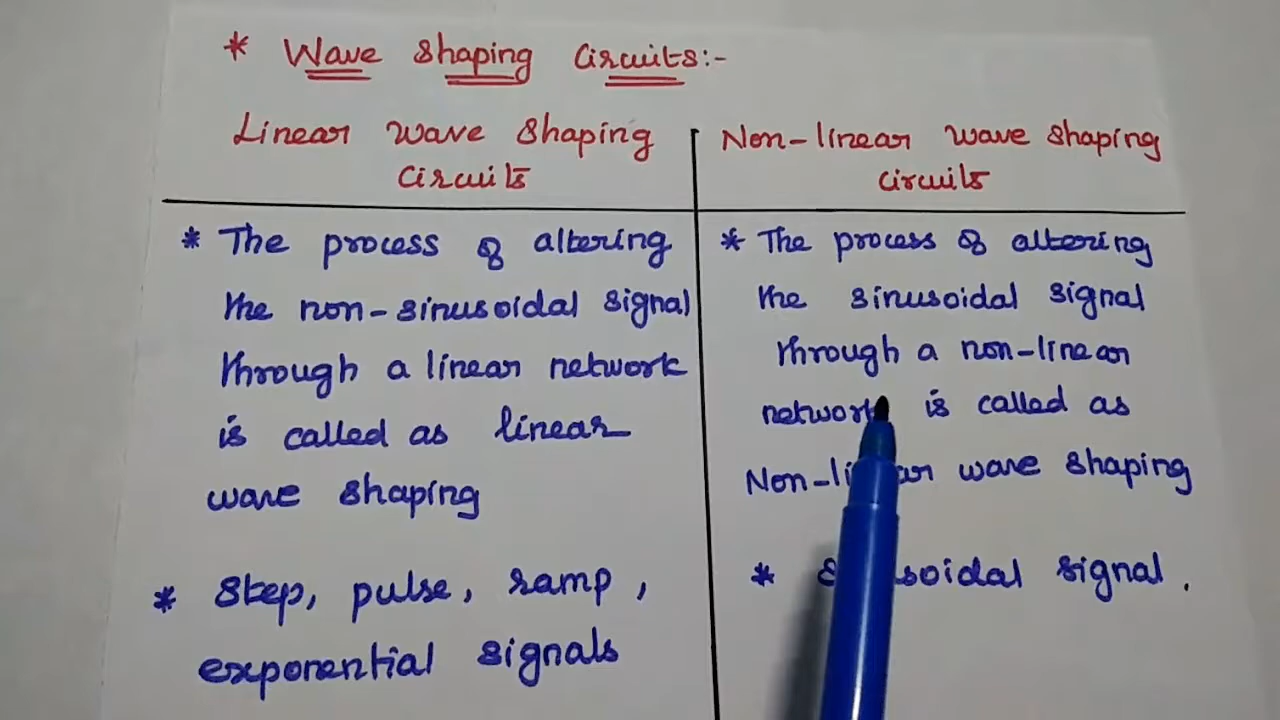 * Wave shaping Circuits:-
Linear wave shaping
circuits
* The process of altering
the non-sinusoidal signal
through a linear network
is called as linear
wave shaping
* Step, pulse, ramp,
exponential signals
Non-linear wave shaping
circuits
* The process of altering
the sinusoidal signal
through a non-linear
network is called as
wave shaping
* signal.